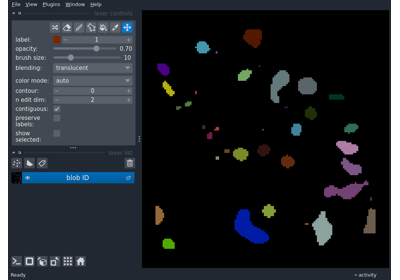 File View Plugins Window Help
layer controls
label: 1
opacity: 0.70
brush size: 10
blending: translucent
color mode: auto
contour: 0
n edit dim: 2
contiguous:
preserve
labels:
show
selected:
layer list
blob ID
Ready activity